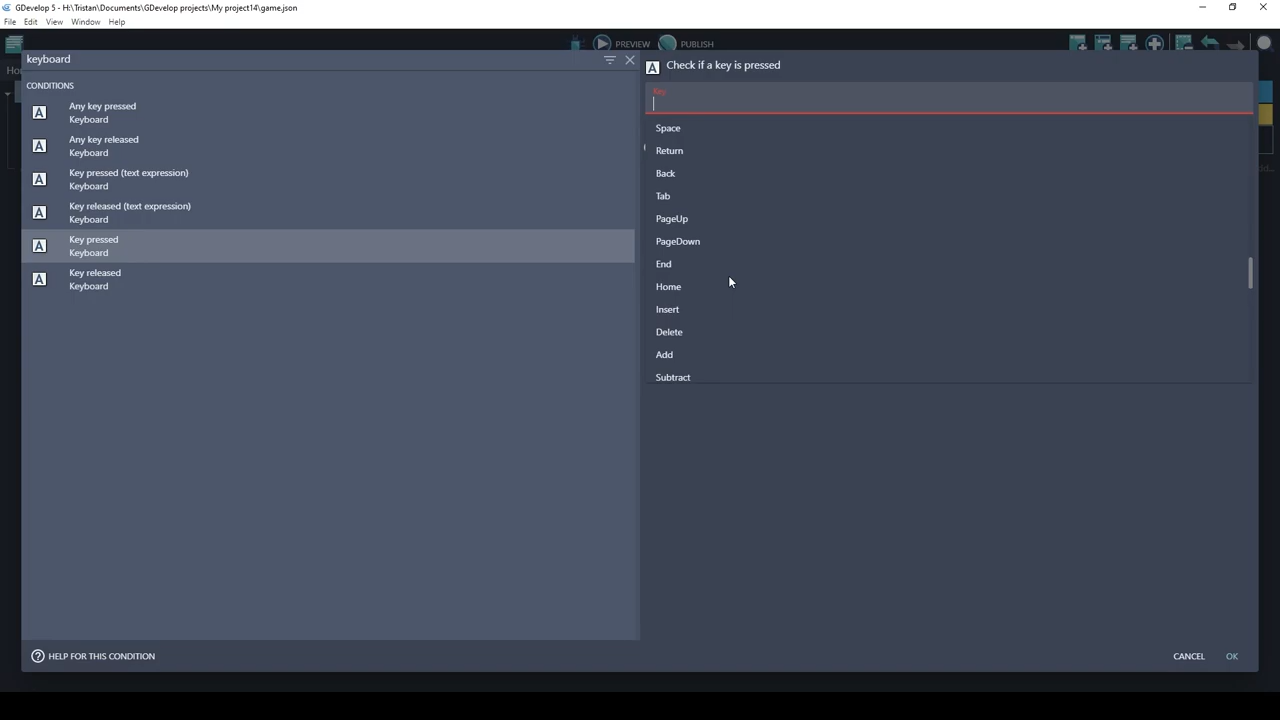 GDevelop 5 - H:\Tristan\Documents\GDevelop projects\My project14\game.json
File Edit View Window Help
PREVIEW
PUBLISH
keyboard
CONDITIONS
Any key pressed
Keyboard
Any key released
Keyboard
Key pressed (text expression)
Keyboard
Key released (text expression)
Keyboard
Key pressed
Keyboard
Key released
Keyboard
A Check if a key is pressed
Key
Space
Return
Back
Tab
PageUp
PageDown
End
Home
Insert
Delete
Add
Subtract
HELP FOR THIS CONDITION
CANCEL
OK